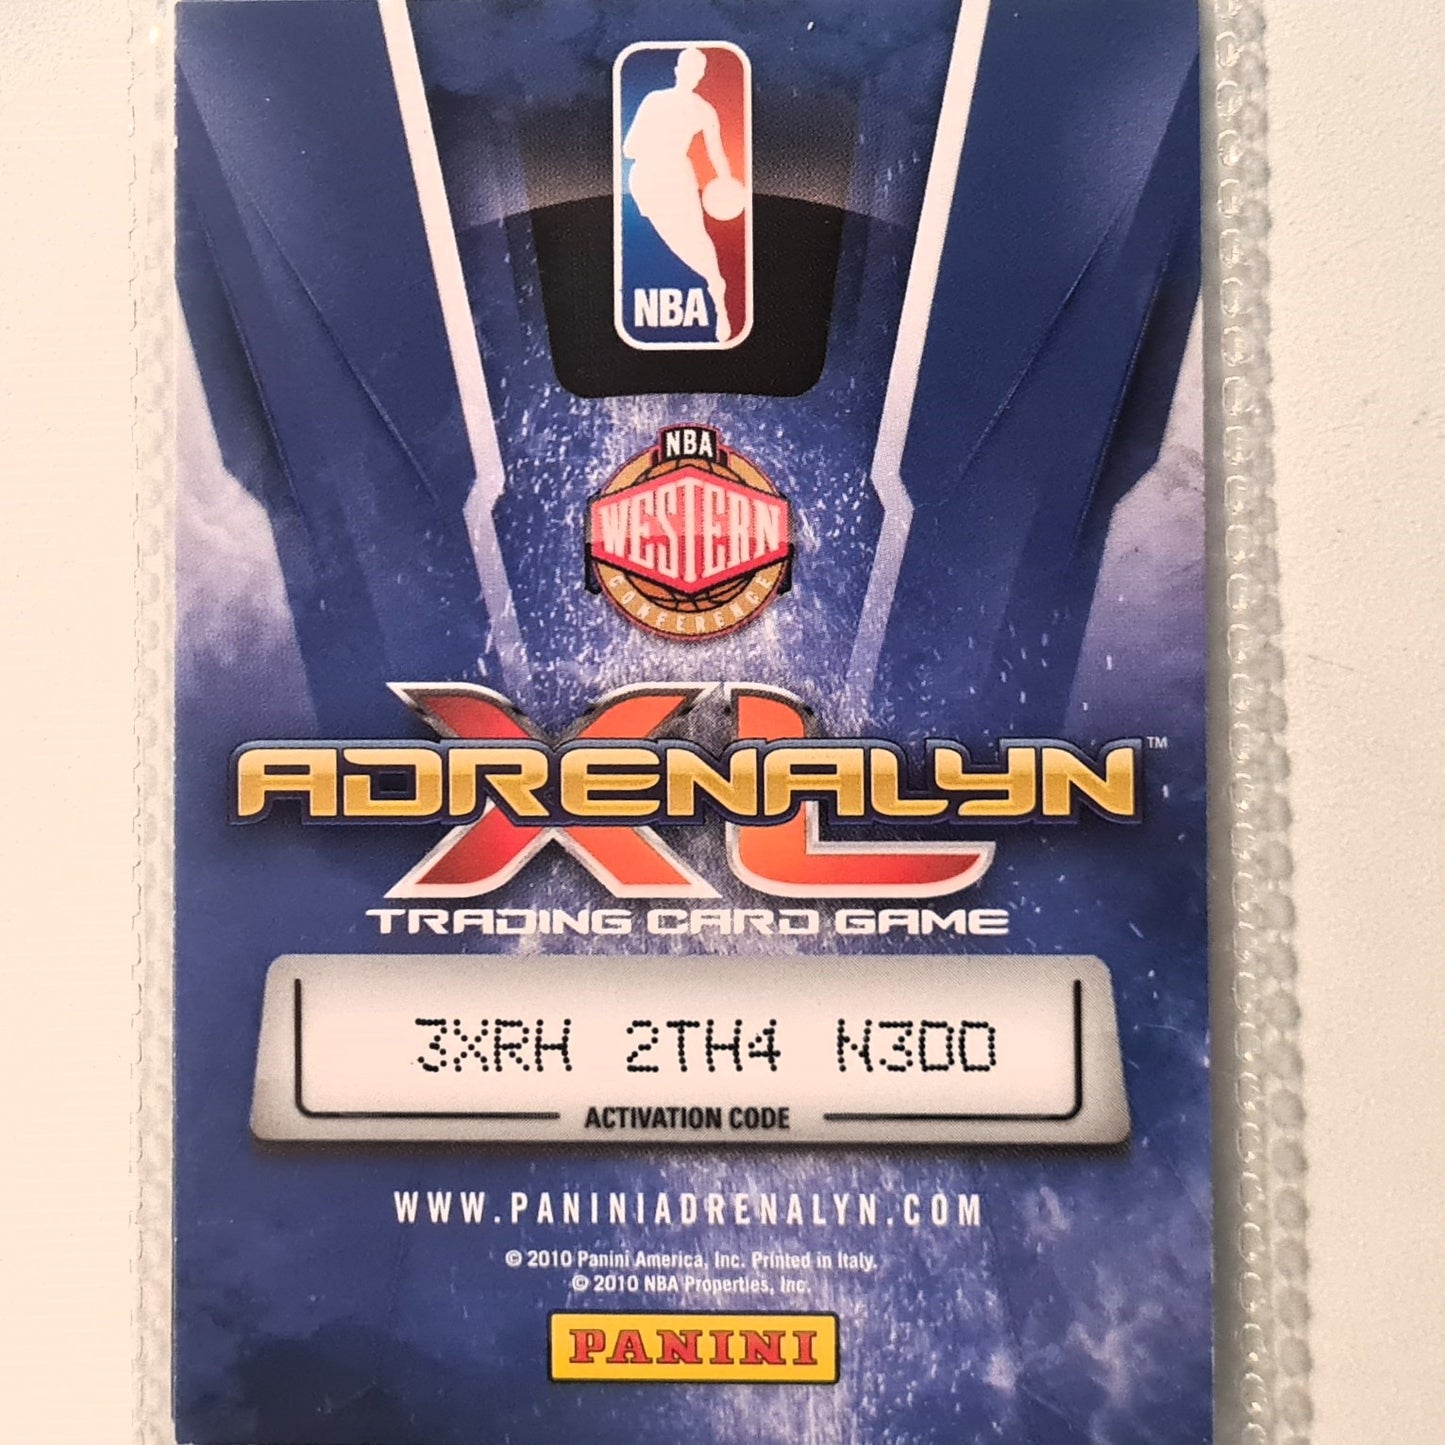 NBA
NBA
WESTERN
CONFERENCE
XL
ADRENALYN™
TRADING CARD GAME
3XRH 2TH4 N3DD
ACTIVATION CODE
WWW.PANINIADRENALYN.COM
© 2010 Panini America, Inc. Printed in Italy.
© 2010 NBA Properties, Inc.
PANINI